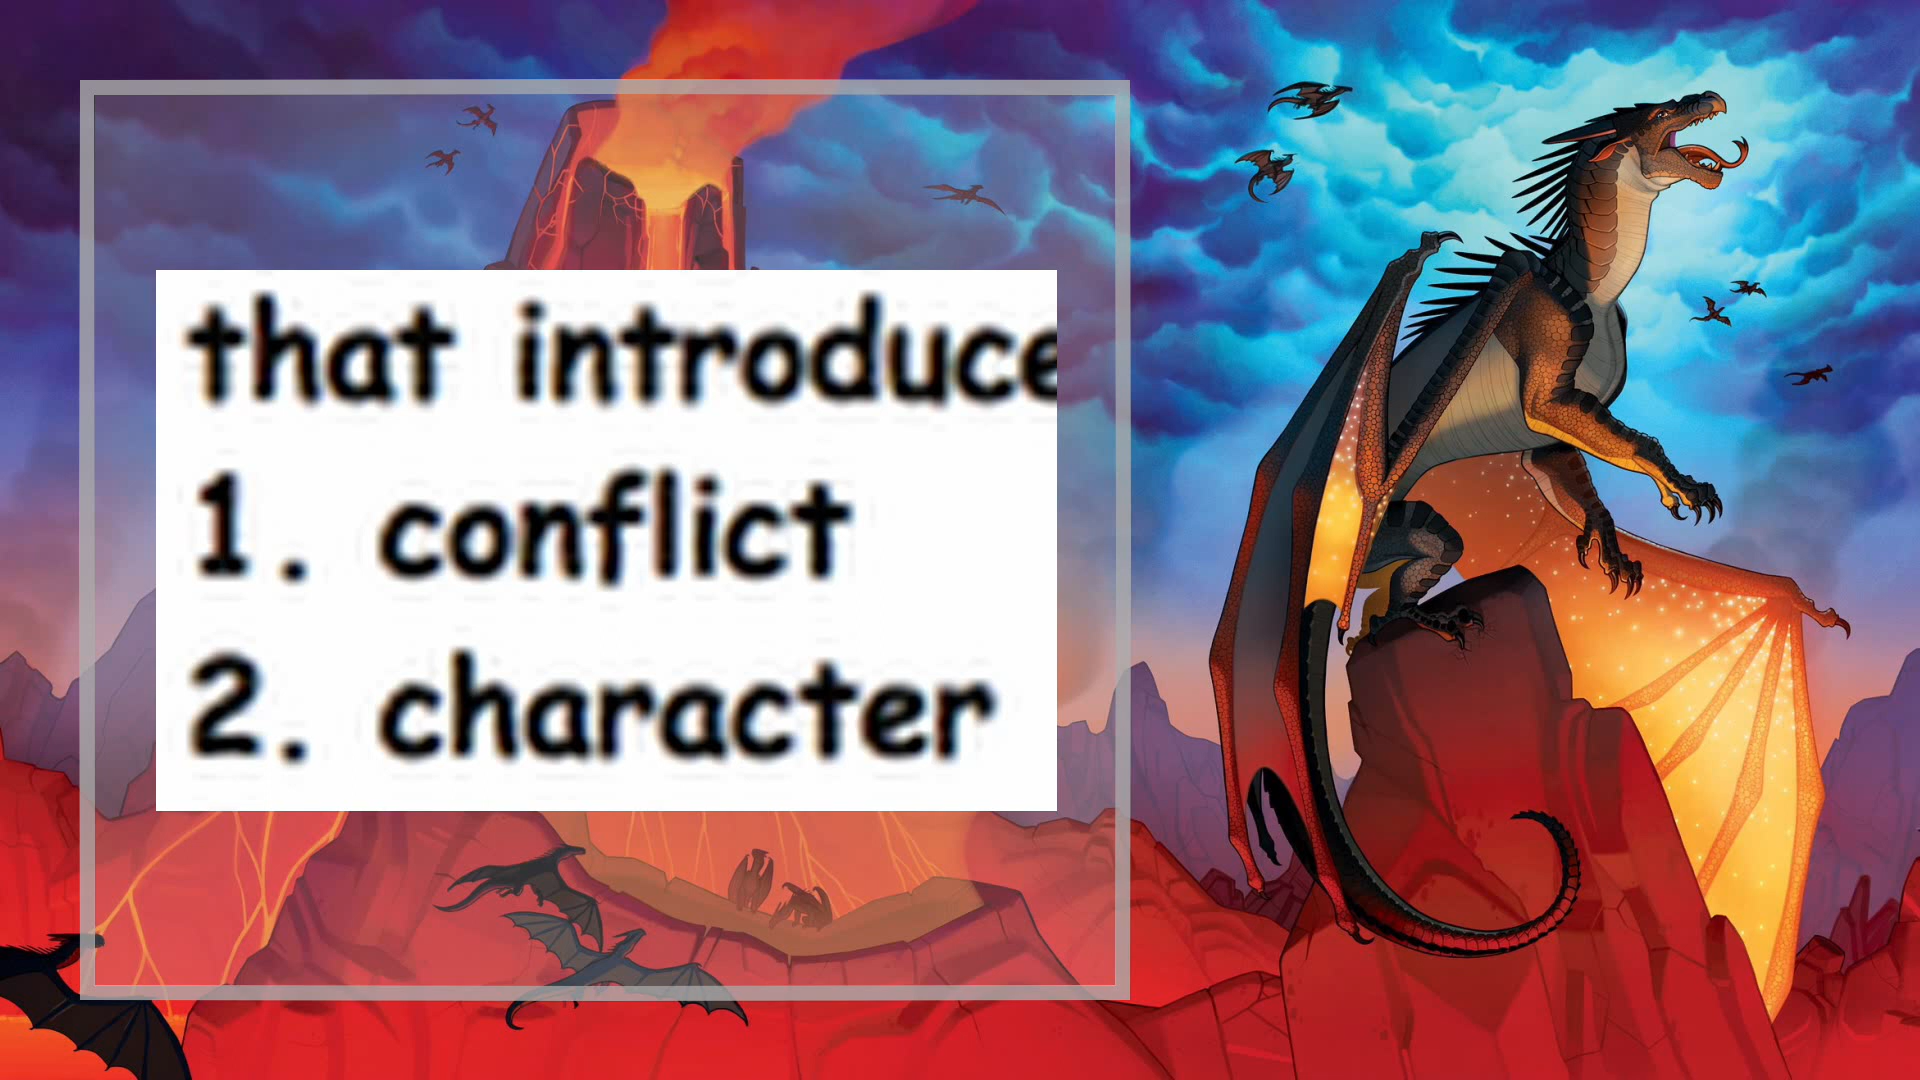 that introduce
1. conflict
2. character